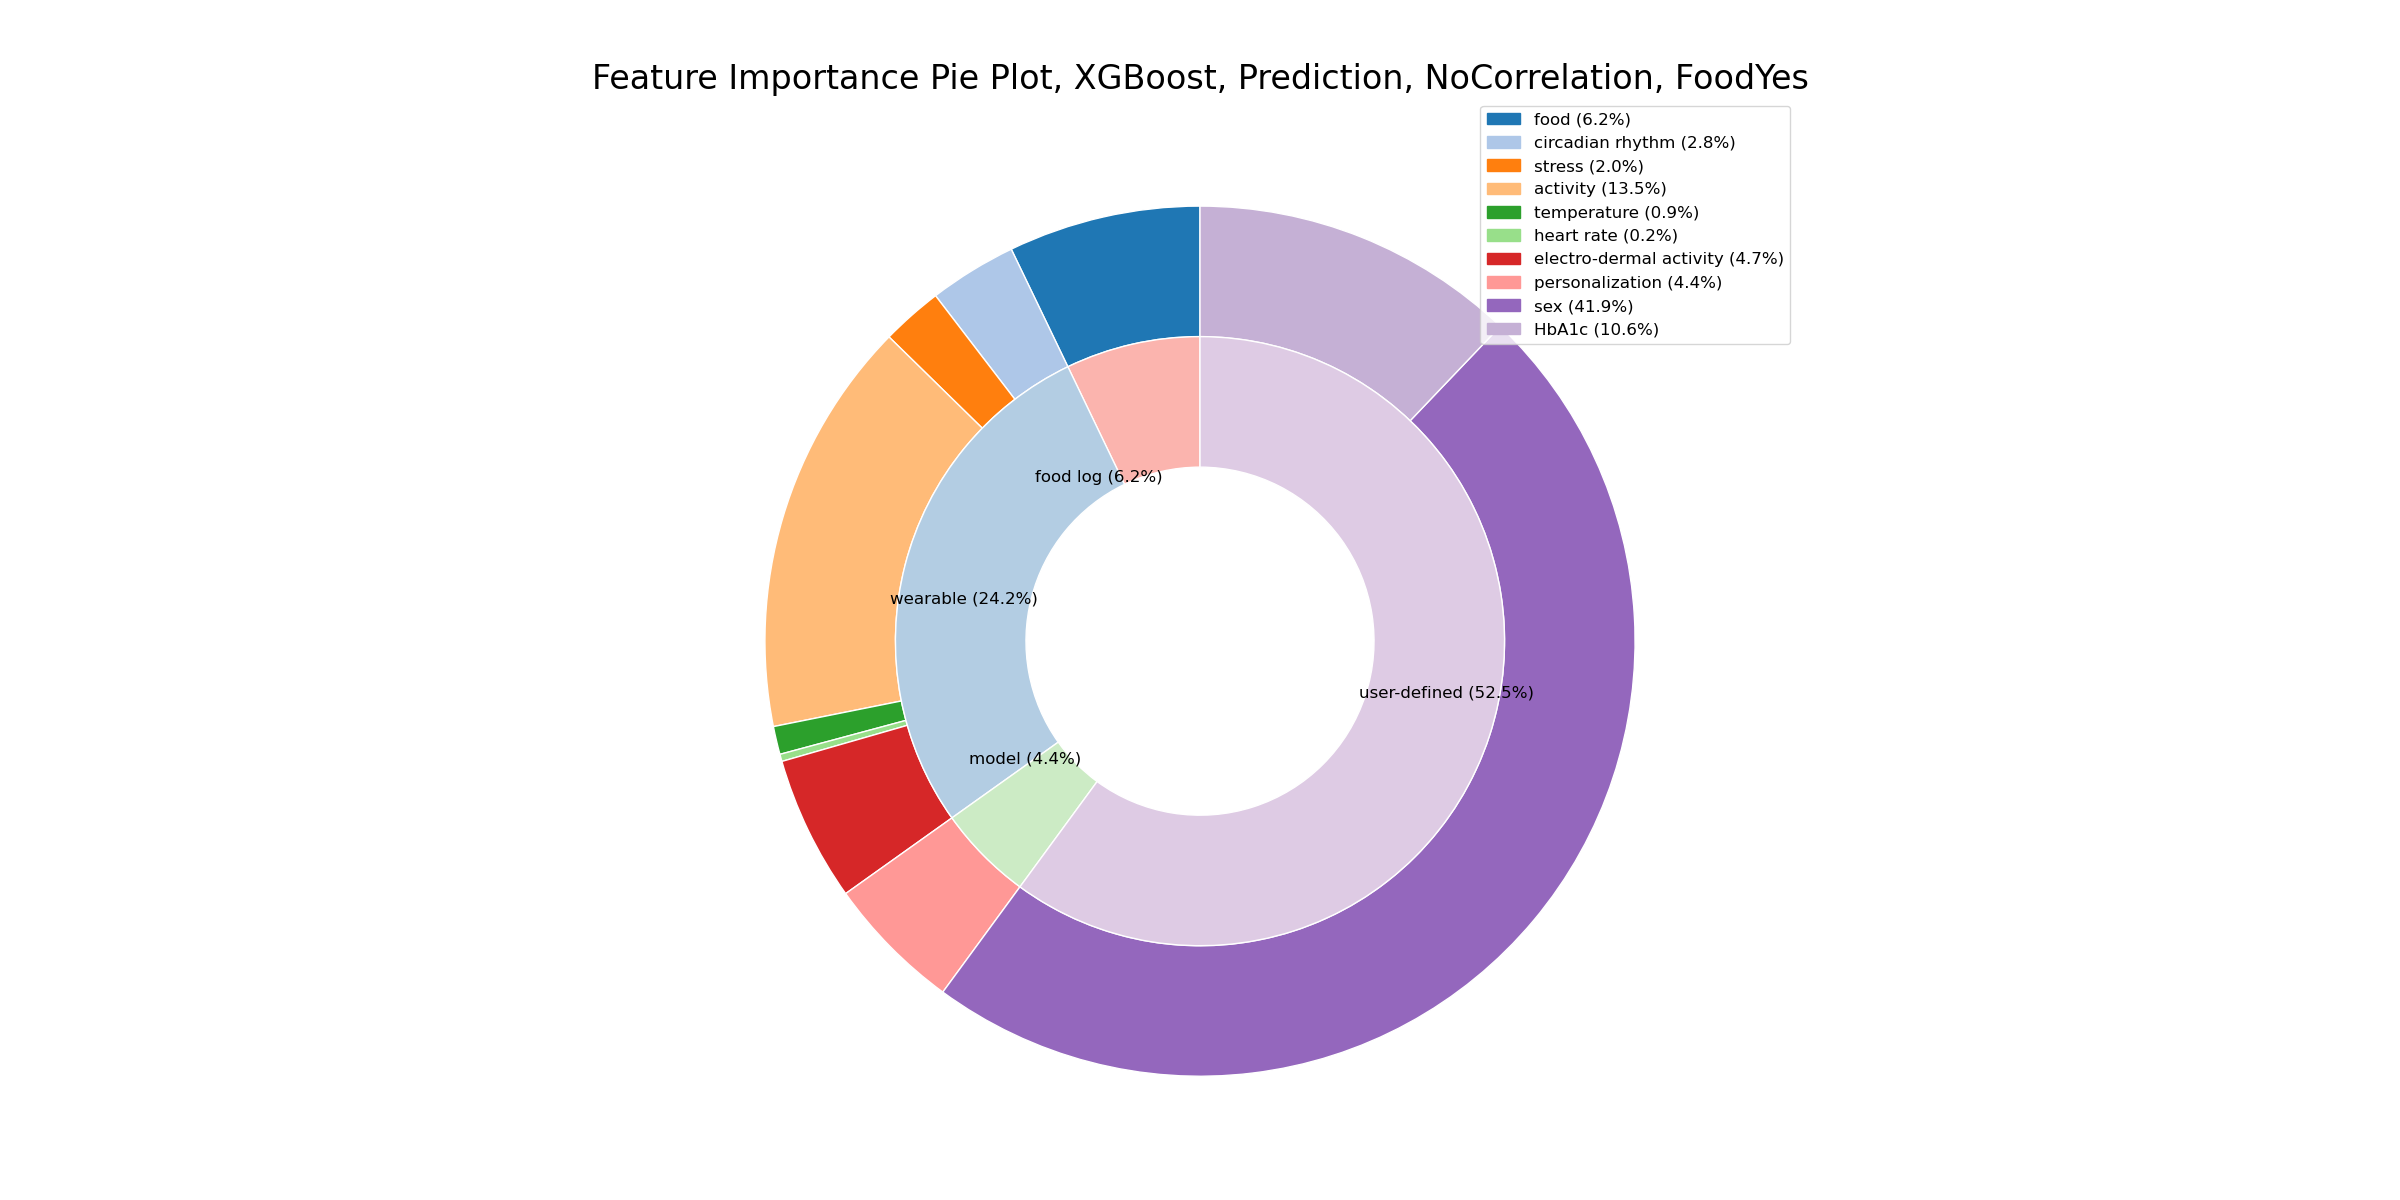 Feature Importance Pie Plot, XGBoost, Prediction, NoCorrelation, FoodYes
food (6.2%)
circadian rhythm (2.8%)
stress (2.0%)
activity (13.5%)
temperature (0.9%)
heart rate (0.2%)
electro-dermal activity (4.7%)
personalization (4.4%)
sex (41.9%)
HbA1c (10.6%)
food log (6.2%)
wearable (24.2%)
user-defined (52.5%)
model (4.4%)